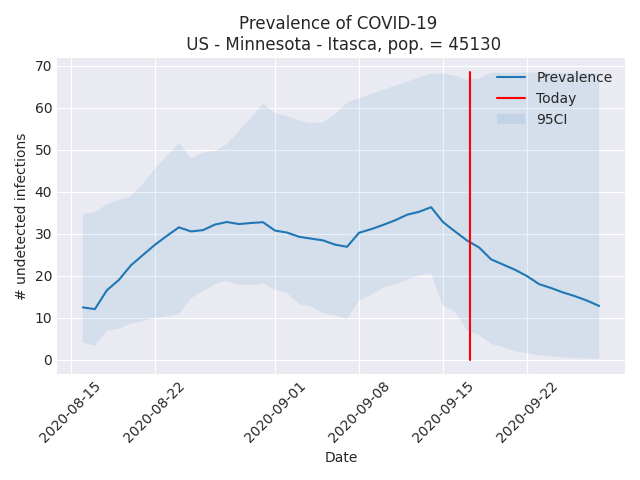 Prevalence of COVID-19
US - Minnesota - Itasca, pop. = 45130
# undetected infections
70
60
50
40
30
20
10
0
Prevalence
Today
95CI
2020-08-15
2020-08-22
2020-09-01
2020-09-08
2020-09-15
2020-09-22
Date